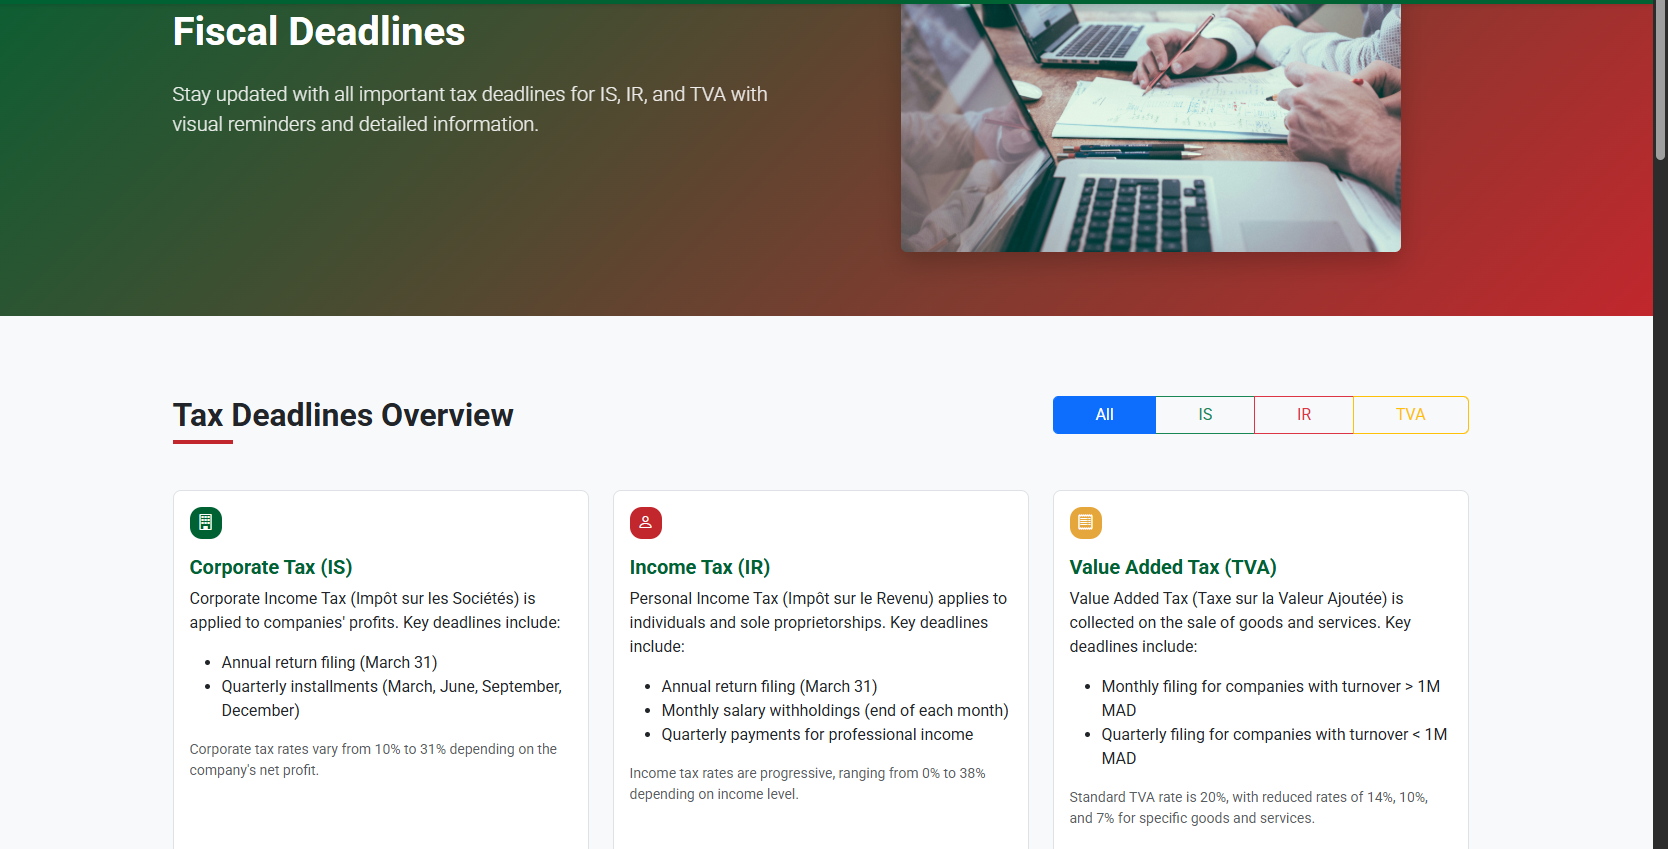 Fiscal Deadlines
Stay updated with all important tax deadlines for IS, IR, and TVA with
visual reminders and detailed information.
Tax Deadlines Overview
All
IS
IR
TVA
Corporate Tax (IS)
Corporate Income Tax (Impôt sur les Sociétés) is
applied to companies' profits. Key deadlines include:
• Annual return filing (March 31)
• Quarterly installments (March, June, September,
December)
Corporate tax rates vary from 10% to 31% depending on the
company's net profit.
Income Tax (IR)
Personal Income Tax (Impôt sur le Revenu) applies to
individuals and sole proprietorships. Key deadlines
include:
• Annual return filing (March 31)
• Monthly salary withholdings (end of each month)
• Quarterly payments for professional income
Income tax rates are progressive, ranging from 0% to 38%
depending on income level.
Value Added Tax (TVA)
Value Added Tax (Taxe sur la Valeur Ajoutée) is
collected on the sale of goods and services. Key
deadlines include:
• Monthly filing for companies with turnover > 1M
MAD
• Quarterly filing for companies with turnover < 1M
MAD
Standard TVA rate is 20%, with reduced rates of 14%, 10%,
and 7% for specific goods and services.